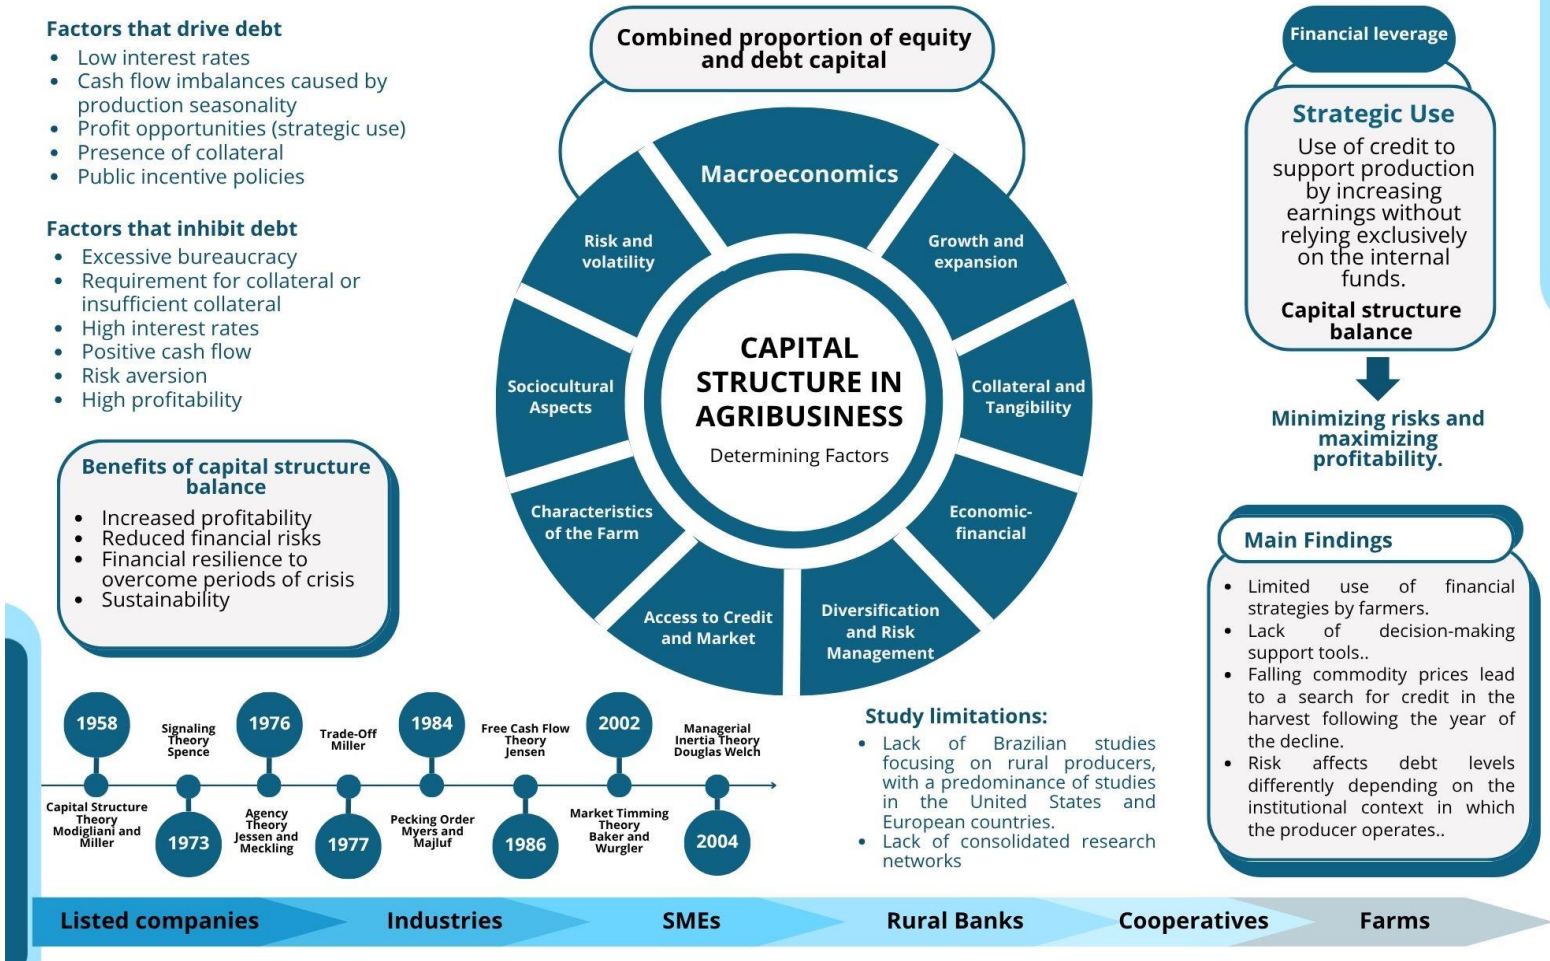 Factors that drive debt
• Low interest rates
• Cash flow imbalances caused by
production seasonality
• Profit opportunities (strategic use)
• Presence of collateral
• Public incentive policies
Factors that inhibit debt
• Excessive bureaucracy
• Requirement for collateral or
insufficient collateral
• High interest rates
• Positive cash flow
• Risk aversion
• High profitability
Benefits of capital structure
balance
• Increased profitability
• Reduced financial risks
• Financial resilience to
overcome periods of crisis
• Sustainability
Combined proportion of equity
and debt capital
Macroeconomics
Growth and
expansion
Collateral and
Tangibility
Economic-
financial
Diversification
and Risk
Management
Access to Credit
and Market
Characteristics
of the Farm
Sociocultural
Aspects
Risk and
volatility
CAPITAL
STRUCTURE IN
AGRIBUSINESS
Determining Factors
Financial leverage
Strategic Use
Use of credit to
support production
by increasing
earnings without
relying exclusively
on the internal
funds.
Capital structure
balance
Minimizing risks and
maximizing
profitability.
Main Findings
• Limited use of financial
strategies by farmers.
• Lack of decision-making
support tools..
• Falling commodity prices lead
to a search for credit in the
harvest following the year of
the decline.
• Risk affects debt levels
differently depending on the
institutional context in which
the producer operates..
1958
Capital Structure
Theory
Modigliani and
Miller
Signaling
Theory
Spence
1973
1976
Agency
Theory
Jessen and
Meckling
Trade-Off
Miller
1977
1984
Pecking Order
Myers and
Majluf
Free Cash Flow
Theory
Jensen
1986
2002
Market Timming
Theory
Baker and
Wurgler
Managerial
Inertia Theory
Douglas Welch
2004
Study limitations:
• Lack of Brazilian studies
focusing on rural producers,
with a predominance of studies
in the United States and
European countries.
• Lack of consolidated research
networks
Listed companies
Industries
SMEs
Rural Banks
Cooperatives
Farms